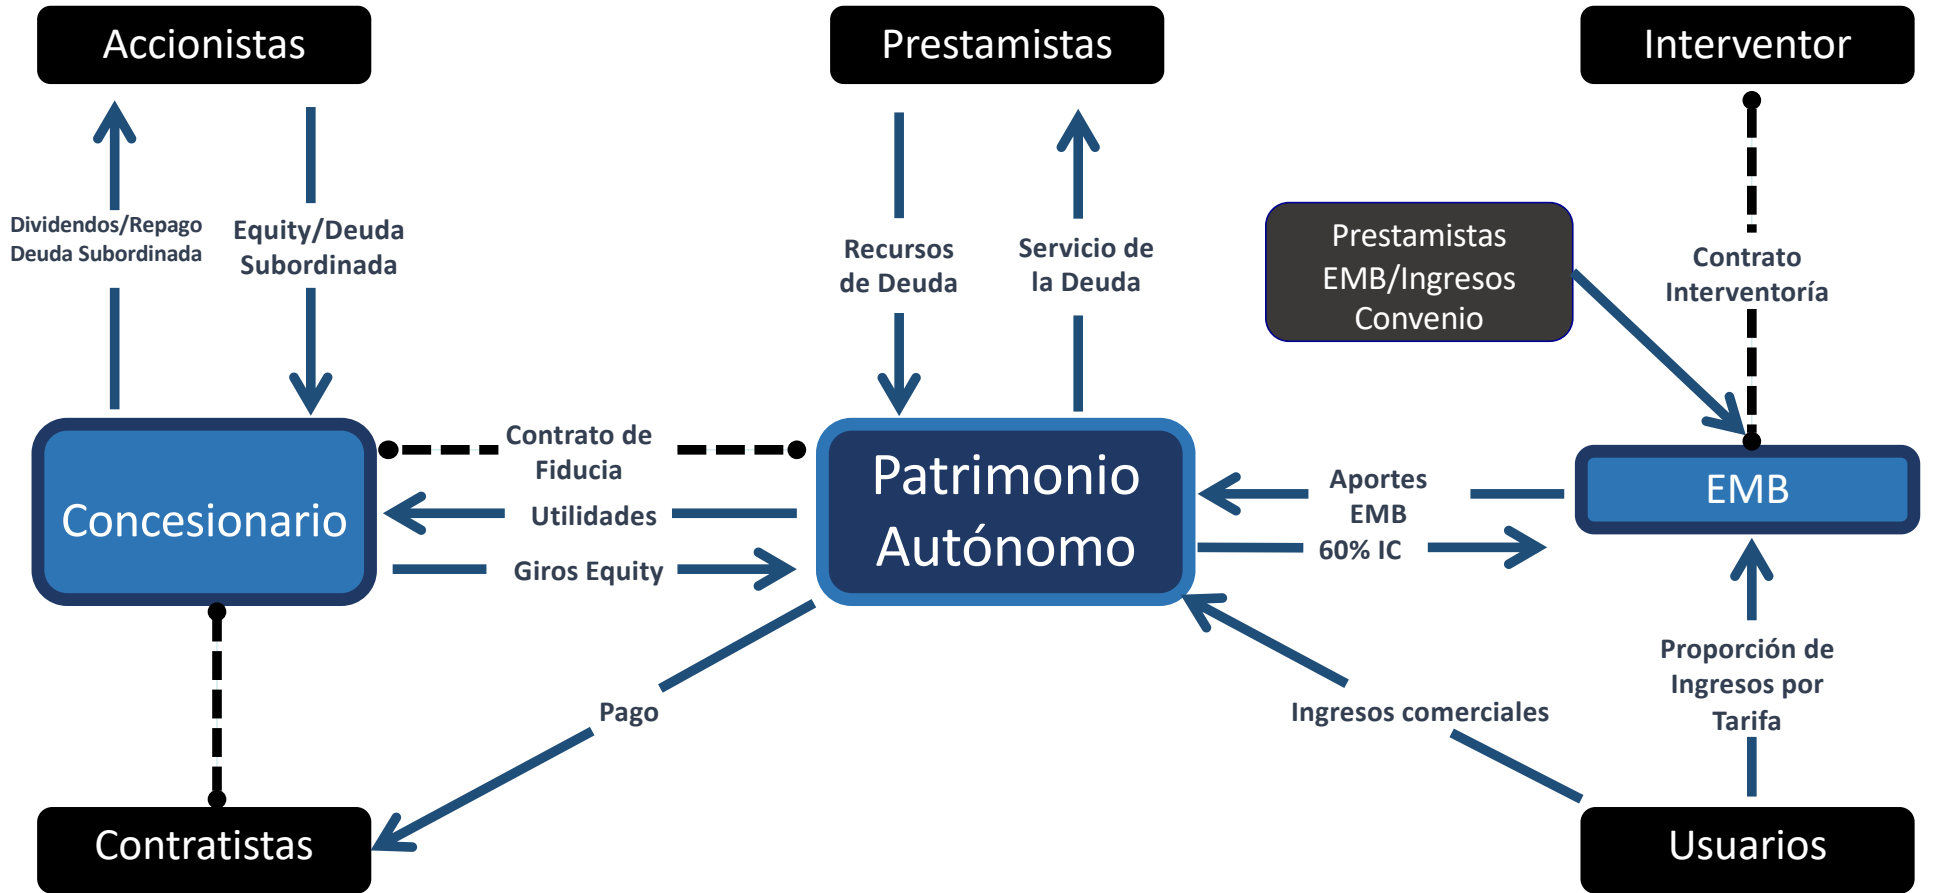 Accionistas
Prestamistas
Interventor
Dividendos/Repago
Deuda Subordinada
Equity/Deuda
Subordinada
Recursos
de Deuda
Servicio de
la Deuda
Prestamistas
EMB/Ingresos
Convenio
Contrato
Interventoría
Concesionario
Contrato de
Fiducia
Utilidades
Giros Equity
Patrimonio
Autónomo
Aportes
EMB
60% IC
EMB
Pago
Ingresos comerciales
Proporción de
Ingresos por
Tarifa
Contratistas
Usuarios